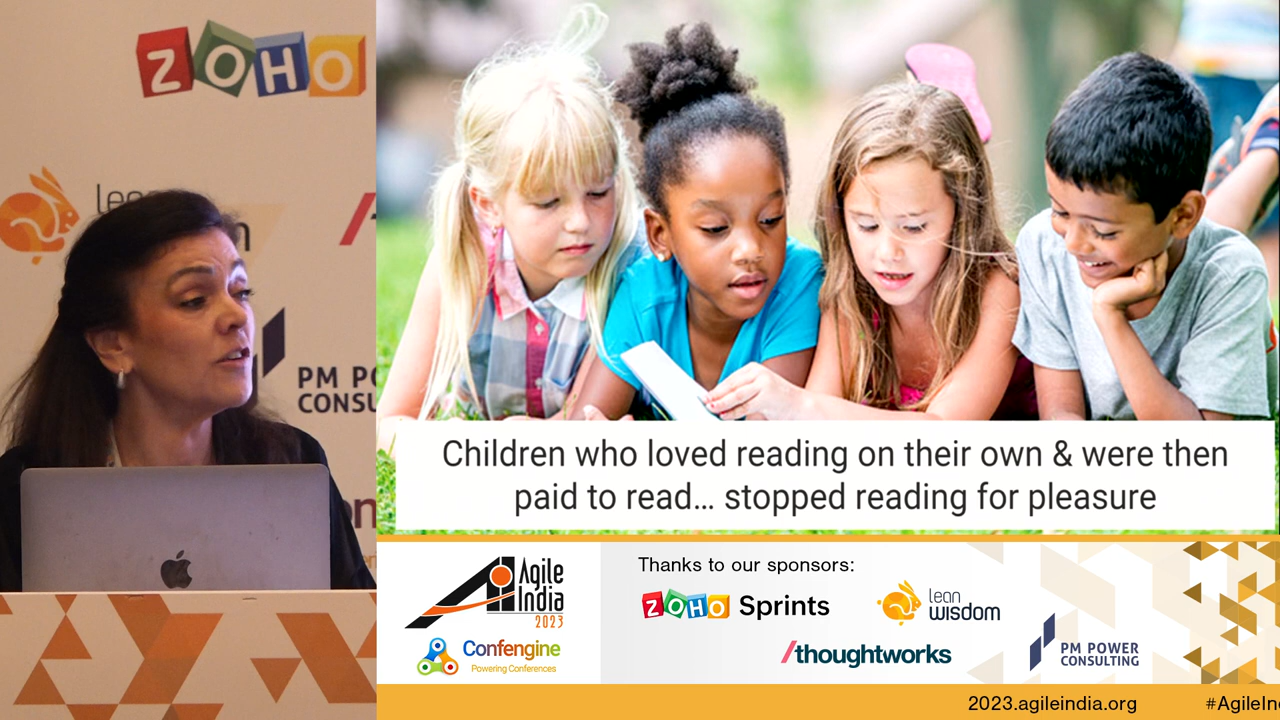 ZOHO
lean
PM PO
CONSU
Children who loved reading on their own & were then
paid to read... stopped reading for pleasure
Agile
India
2023
Confengine
Powering Conferences
Thanks to our sponsors:
ZOHO Sprints
lean
wisdom
/thoughtworks
PM POWER
CONSULTING
2023.agileindia.org
#AgileIn